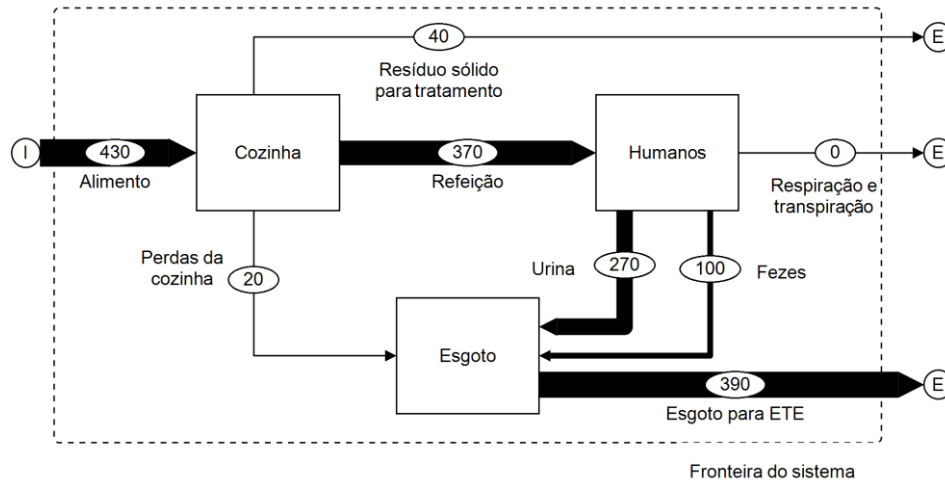 40
E
Resíduo sólido
para tratamento
I
430
Alimento
Cozinha
370
Refeição
Humanos
0
E
Respiração e
transpiração
Perdas da
cozinha
20
Urina
270
100
Fezes
Esgoto
390
E
Esgoto para ETE
Fronteira do sistema